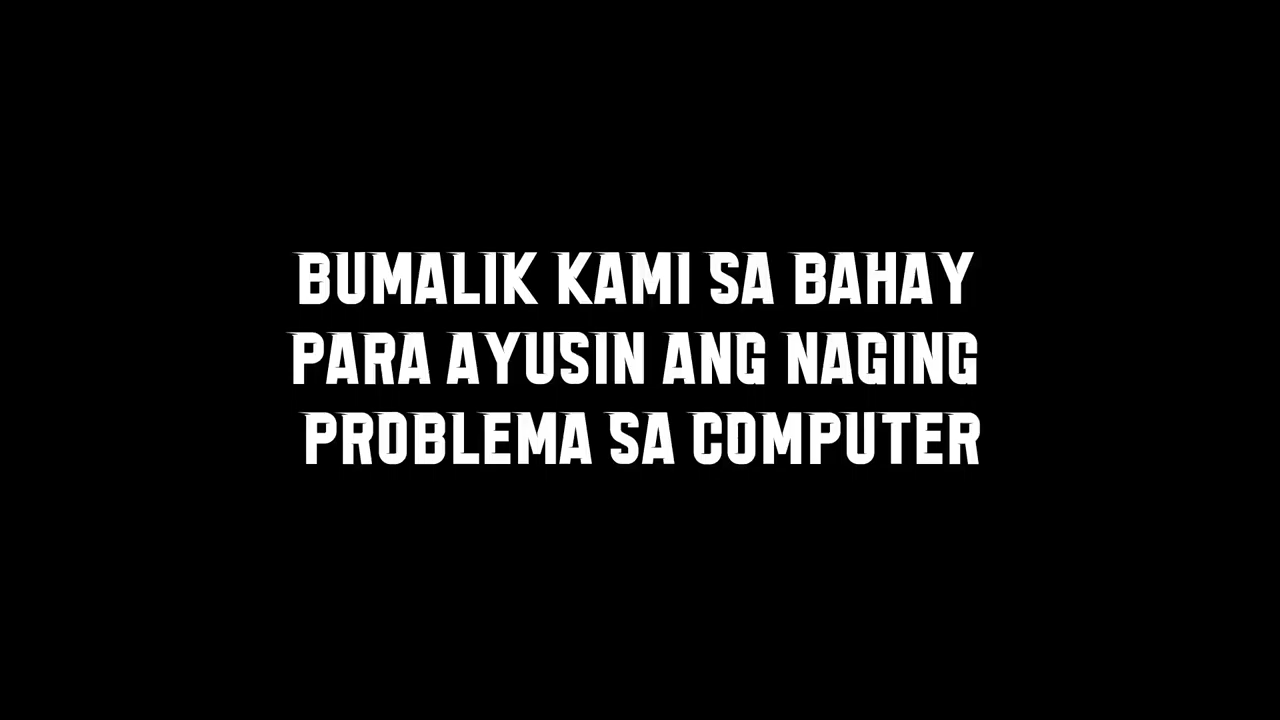 BUMALIK KAMI SA BAHAY
PARA AYUSIN ANG NAGING
PROBLEMA SA COMPUTER